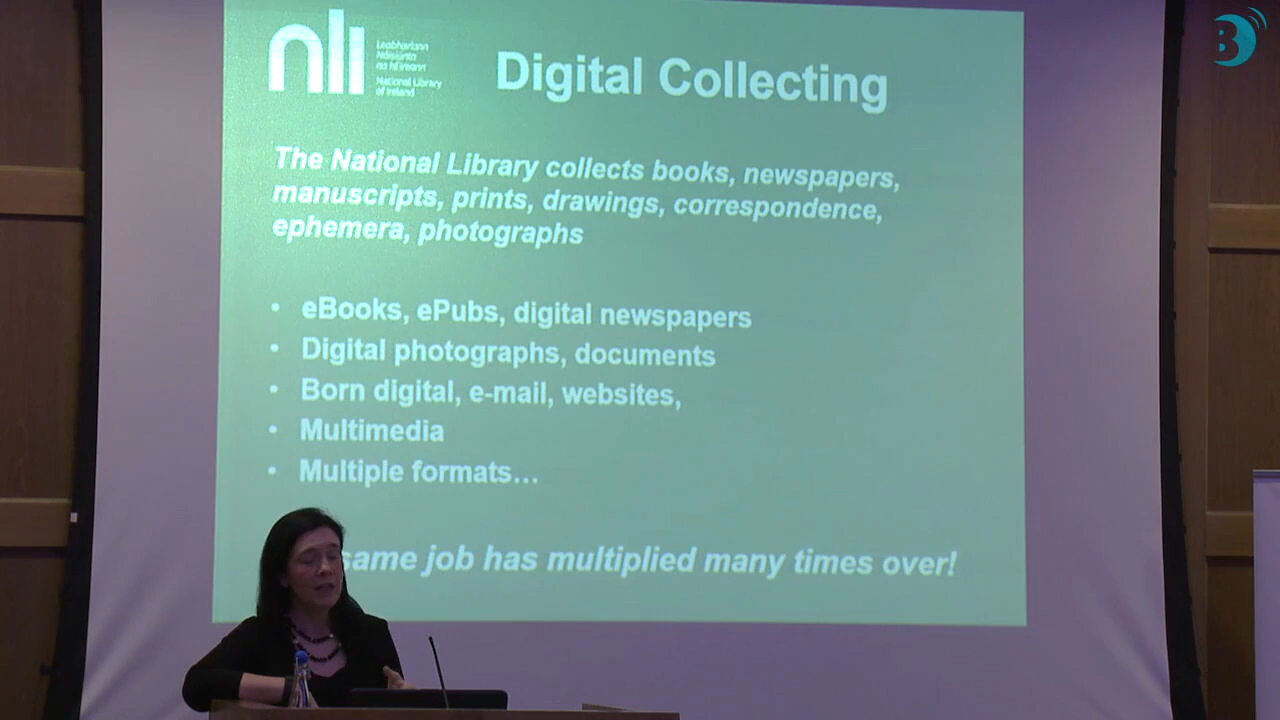 nli
Leabharlann
Náisiúnta
na hÉireann
National Library
of Ireland
Digital Collecting
The National Library collects books, newspapers,
manuscripts, prints, drawings, correspondence,
ephemera, photographs
• eBooks, ePubs, digital newspapers
• Digital photographs, documents
• Born digital, e-mail, websites,
• Multimedia
• Multiple formats…
same job has multiplied many times over!
B